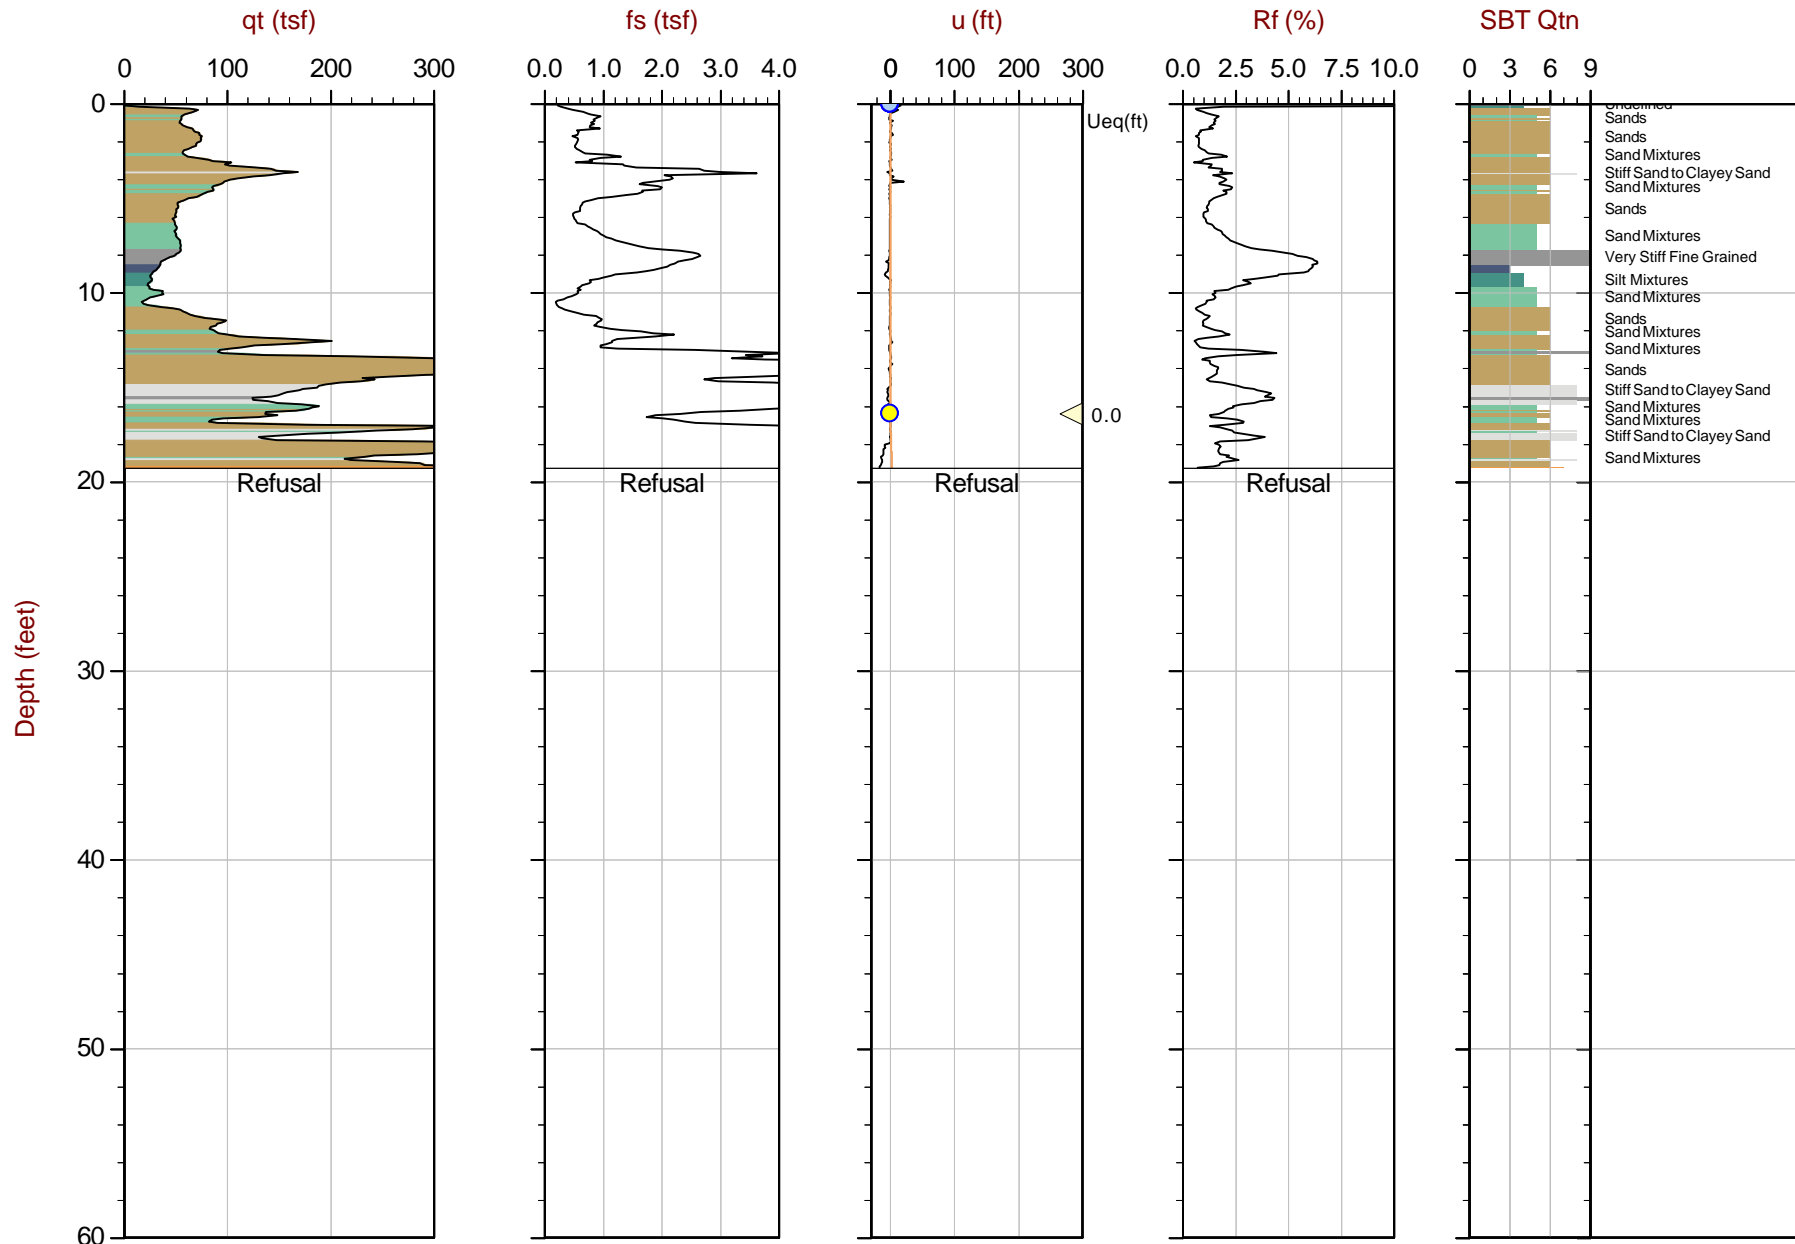 qt (tsf) fs (tsf) u (ft) Rf (%) SBT Qtn
0 100 200 300 0.0 1.0 2.0 3.0 4.0 0 100 200 300 0.0 2.5 5.0 7.5 10.0 0 3 6 9
0
Undefined
Ueq(ft)
Sands
Sands
Sand Mixtures
Stiff Sand to Clayey Sand
Sand Mixtures
Sands
Sand Mixtures
Very Stiff Fine Grained
Silt Mixtures
10
Sand Mixtures
Sands
Sand Mixtures
Sand Mixtures
Sands
Stiff Sand to Clayey Sand
Sand Mixtures
0.0
Sand Mixtures
Stiff Sand to Clayey Sand
Sand Mixtures
20
Refusal Refusal Refusal Refusal
30
Depth (feet)
40
50
60